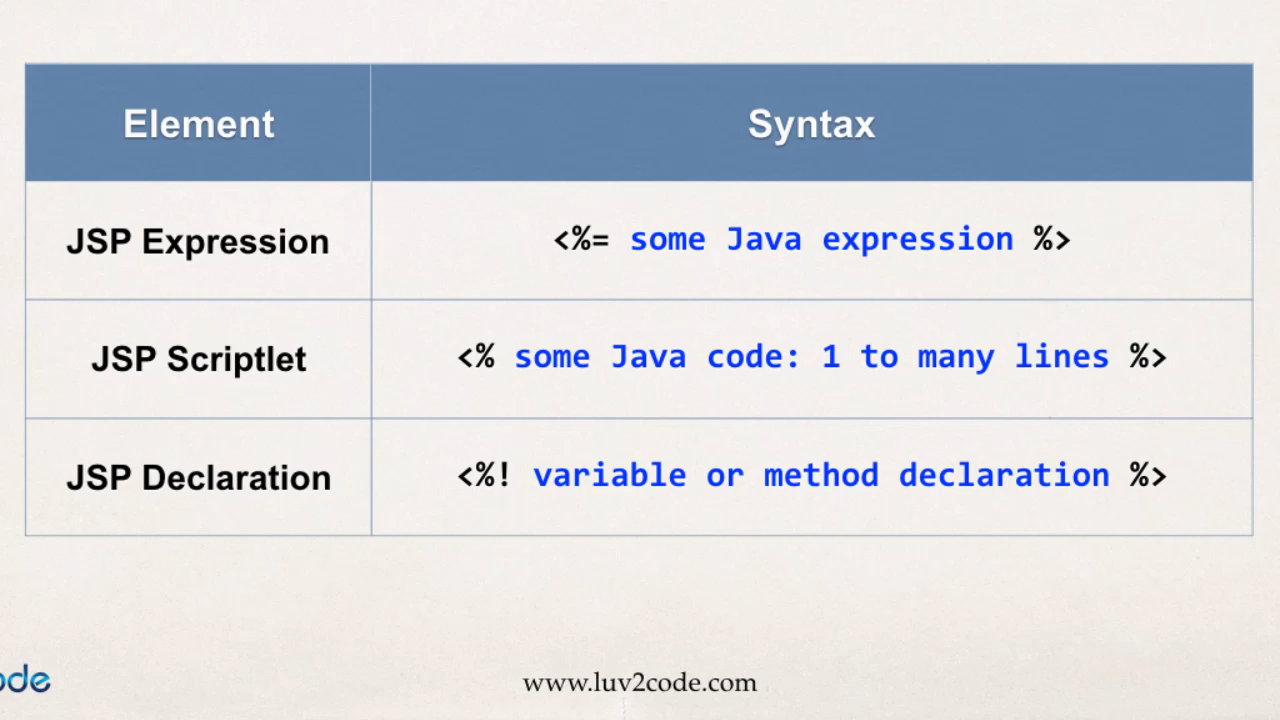 Element Syntax
JSP Expression <%= some Java expression %>
JSP Scriptlet <% some Java code: 1 to many lines %>
JSP Declaration <%! variable or method declaration %>
ode www.luv2code.com